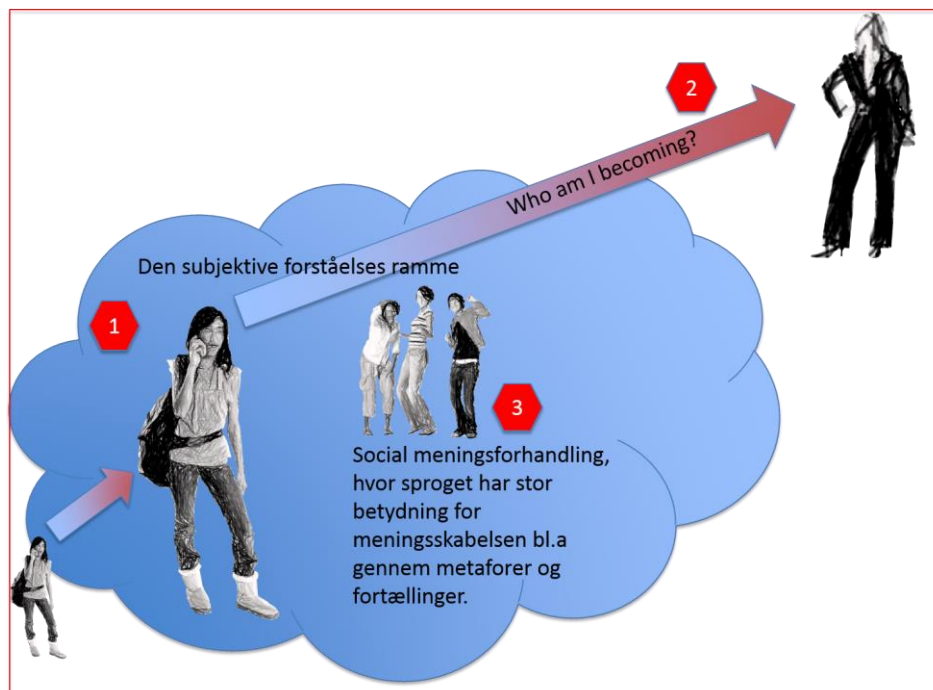 2
Who am I becoming?
Den subjektive forståelses ramme
1
3
Social meningsforhandling,
hvor sproget har stor
betydning for
meningsskabelsen bl.a
gennem metaforer og
fortællinger.